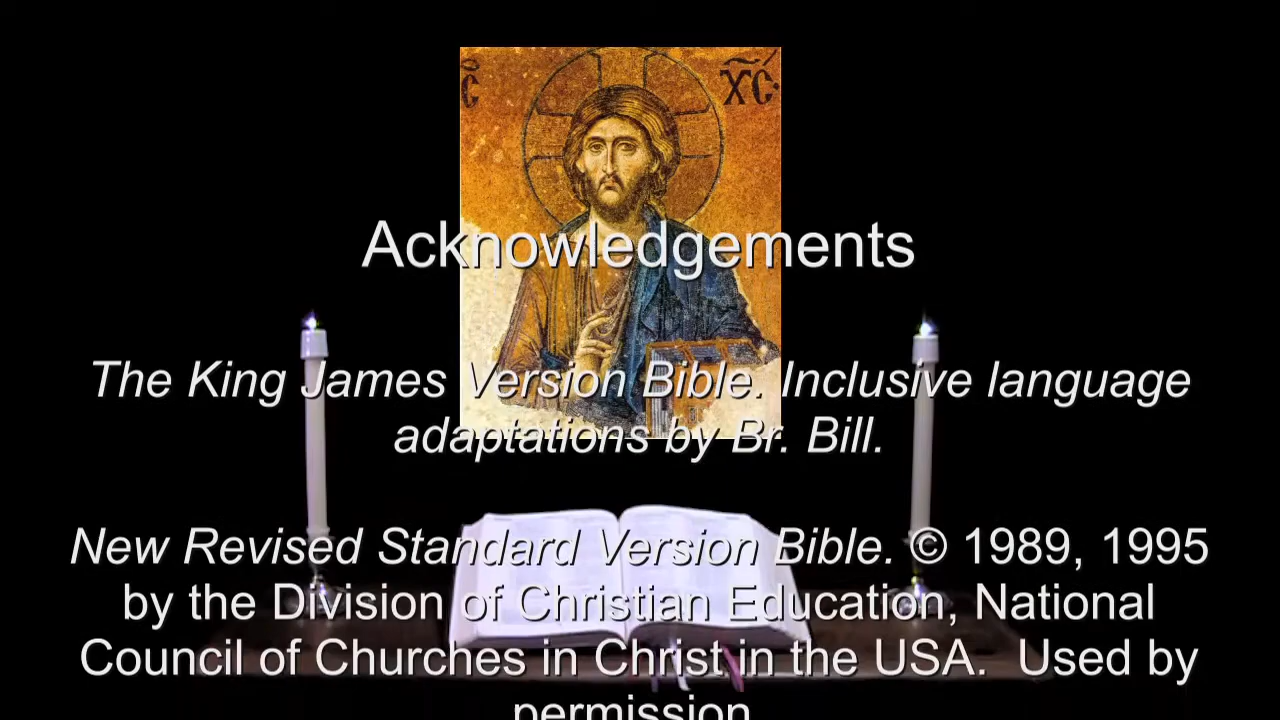 C
XC
Acknowledgements
The King James Version Bible. Inclusive language
adaptations by Br. Bill.
New Revised Standard Version Bible. © 1989, 1995
by the Division of Christian Education, National
Council of Churches in Christ in the USA.  Used by
permission